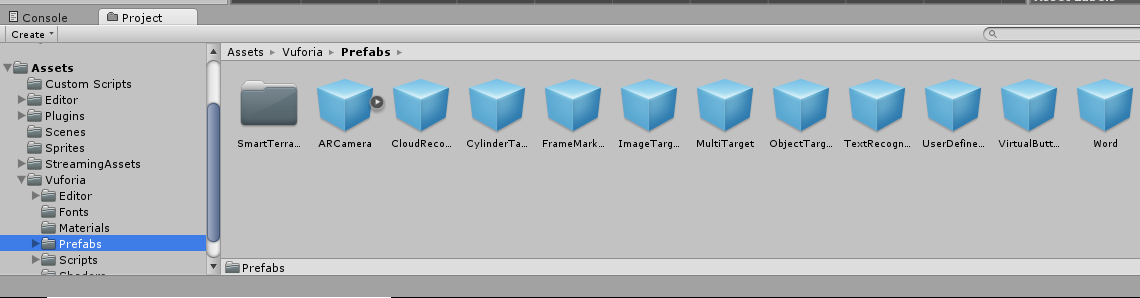 Console
Project
Create
Assets
Custom Scripts
Editor
Plugins
Scenes
Sprites
StreamingAssets
Vuforia
Editor
Fonts
Materials
Prefabs
Scripts
Assets Vuforia Prefabs
SmartTerra... ARCamera CloudReco... CylinderTa... FrameMark... ImageTarg... MultiTarget ObjectTarg... TextRecogn... UserDefine... VirtualButt... Word
Prefabs